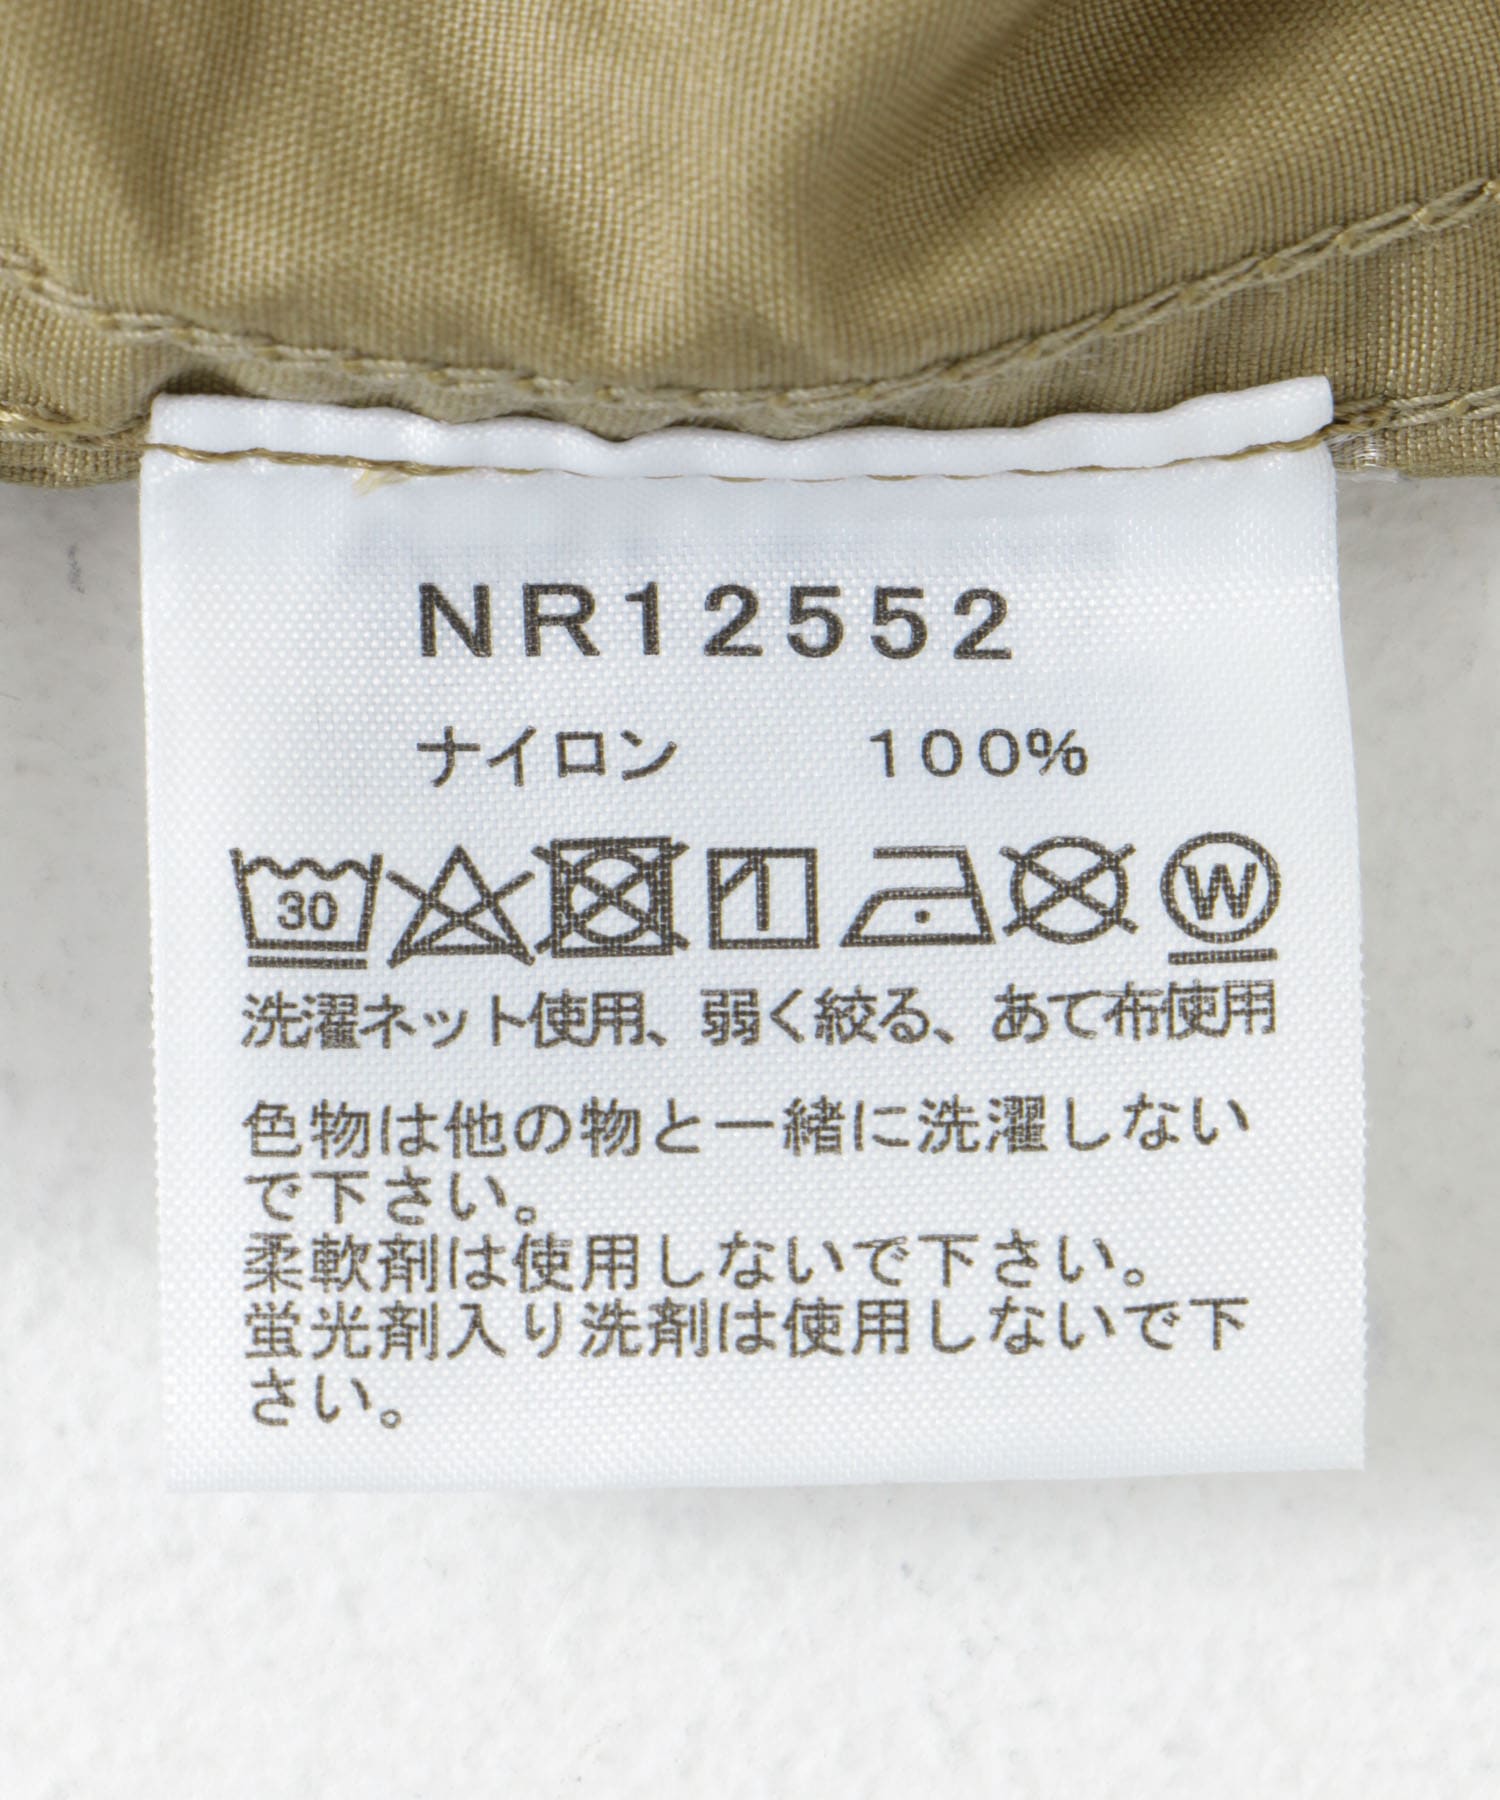 NR12552
ナイロン 100%
30 W
洗濯ネット使用、弱く絞る、あて布使用
色物は他の物と一緒に洗濯しない
で下さい。
柔軟剤は使用しないで下さい。
蛍光剤入り洗剤は使用しないで下
さい。